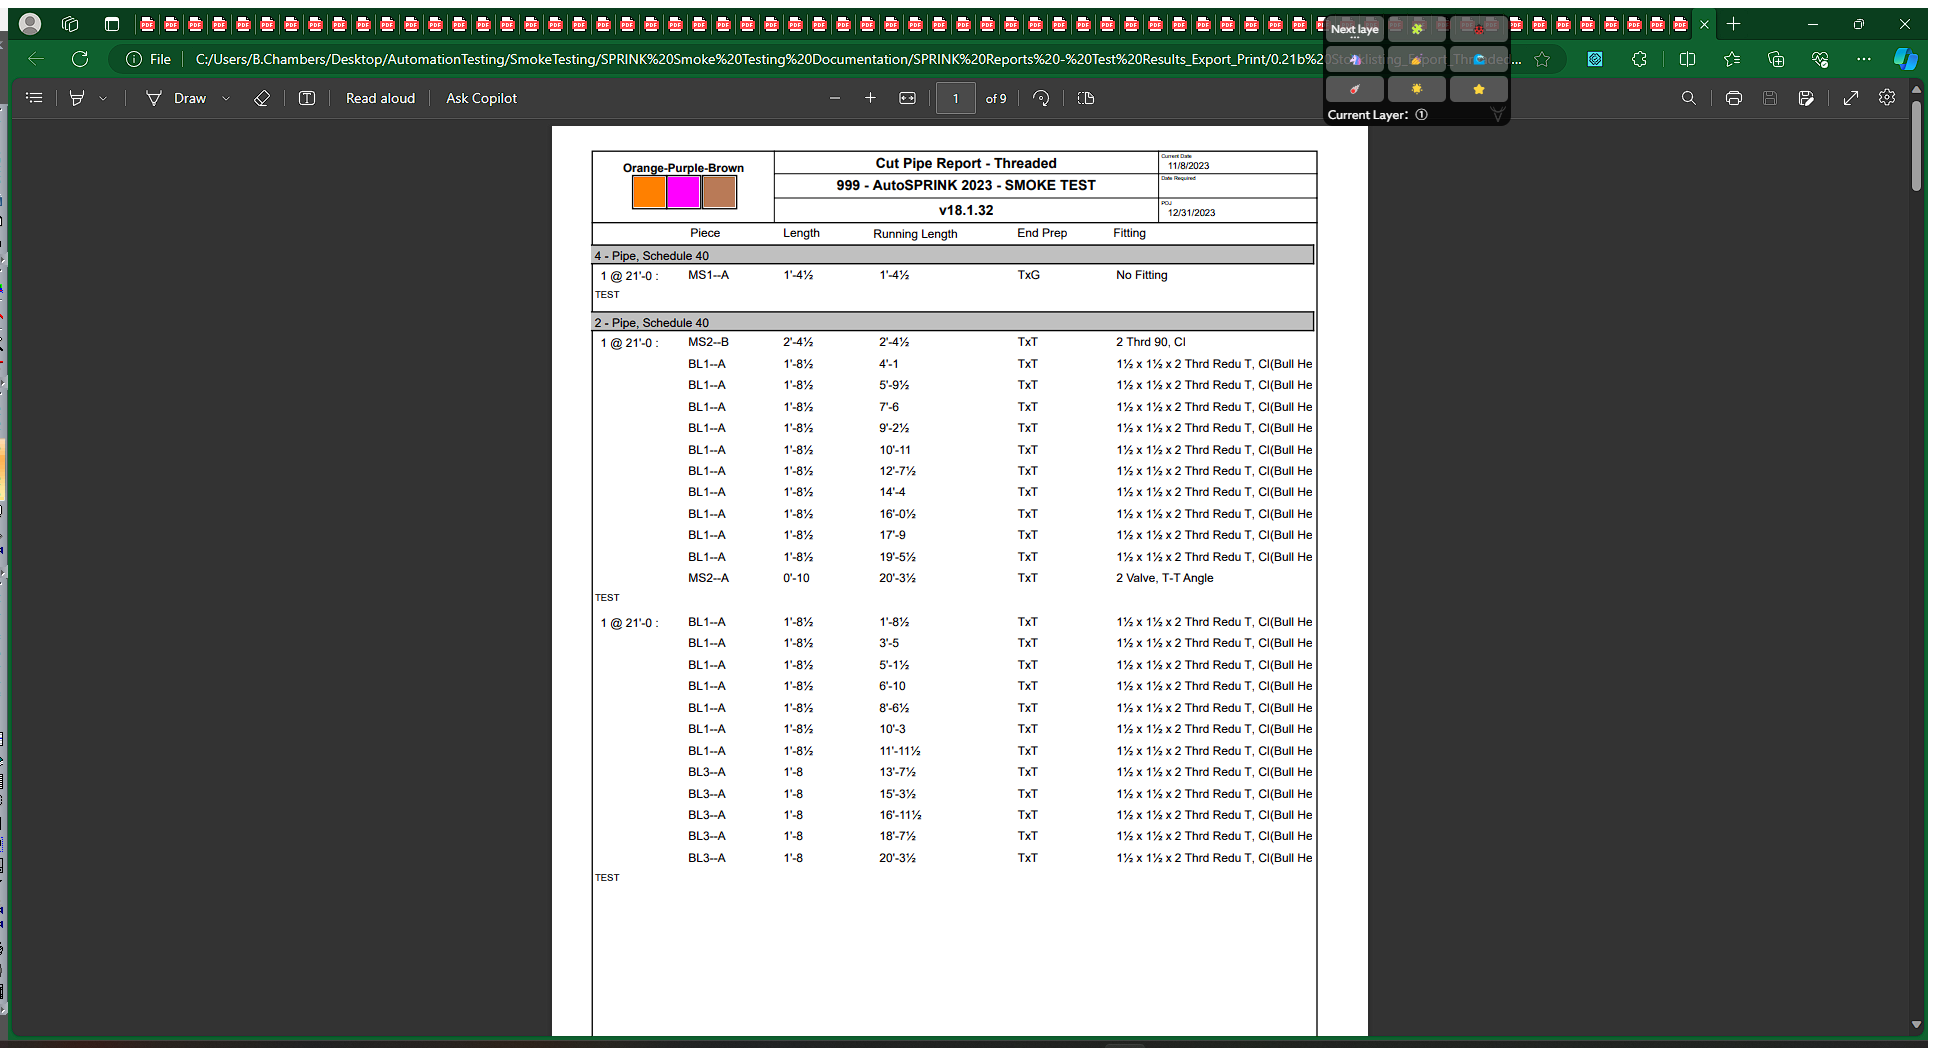 Next laye
File C:/Users/B.Chambers/Desktop/AutomationTesting/SmokeTesting/SPRINK%20Smoke%20Testing%20Documentation/SPRINK%20Reports%20-%20Test%20Results_Export_Print/0.21b%20
Draw Read aloud Ask Copilot 1 of 9
Current Layer: ①
Orange-Purple-Brown
Cut Pipe Report - Threaded
999 - AutoSPRINK 2023 - SMOKE TEST
v18.1.32
Current Date
11/8/2023
Date Required
POJ
12/31/2023
Piece Length Running Length End Prep Fitting
4 - Pipe, Schedule 40
1 @ 21'-0 : MS1--A 1'-4½ 1'-4½ TxG No Fitting
TEST
2 - Pipe, Schedule 40
1 @ 21'-0 : MS2--B 2'-4½ 2'-4½ TxT 2 Thrd 90, CI
BL1--A 1'-8½ 4'-1 TxT 1½ x 1½ x 2 Thrd Redu T, CI(Bull He
BL1--A 1'-8½ 5'-9½ TxT 1½ x 1½ x 2 Thrd Redu T, CI(Bull He
BL1--A 1'-8½ 7'-6 TxT 1½ x 1½ x 2 Thrd Redu T, CI(Bull He
BL1--A 1'-8½ 9'-2½ TxT 1½ x 1½ x 2 Thrd Redu T, CI(Bull He
BL1--A 1'-8½ 10'-11 TxT 1½ x 1½ x 2 Thrd Redu T, CI(Bull He
BL1--A 1'-8½ 12'-7½ TxT 1½ x 1½ x 2 Thrd Redu T, CI(Bull He
BL1--A 1'-8½ 14'-4 TxT 1½ x 1½ x 2 Thrd Redu T, CI(Bull He
BL1--A 1'-8½ 16'-0½ TxT 1½ x 1½ x 2 Thrd Redu T, CI(Bull He
BL1--A 1'-8½ 17'-9 TxT 1½ x 1½ x 2 Thrd Redu T, CI(Bull He
BL1--A 1'-8½ 19'-5½ TxT 1½ x 1½ x 2 Thrd Redu T, CI(Bull He
MS2--A 0'-10 20'-3½ TxT 2 Valve, T-T Angle
TEST
1 @ 21'-0 : BL1--A 1'-8½ 1'-8½ TxT 1½ x 1½ x 2 Thrd Redu T, CI(Bull He
BL1--A 1'-8½ 3'-5 TxT 1½ x 1½ x 2 Thrd Redu T, CI(Bull He
BL1--A 1'-8½ 5'-1½ TxT 1½ x 1½ x 2 Thrd Redu T, CI(Bull He
BL1--A 1'-8½ 6'-10 TxT 1½ x 1½ x 2 Thrd Redu T, CI(Bull He
BL1--A 1'-8½ 8'-6½ TxT 1½ x 1½ x 2 Thrd Redu T, CI(Bull He
BL1--A 1'-8½ 10'-3 TxT 1½ x 1½ x 2 Thrd Redu T, CI(Bull He
BL1--A 1'-8½ 11'-11½ TxT 1½ x 1½ x 2 Thrd Redu T, CI(Bull He
BL3--A 1'-8 13'-7½ TxT 1½ x 1½ x 2 Thrd Redu T, CI(Bull He
BL3--A 1'-8 15'-3½ TxT 1½ x 1½ x 2 Thrd Redu T, CI(Bull He
BL3--A 1'-8 16'-11½ TxT 1½ x 1½ x 2 Thrd Redu T, CI(Bull He
BL3--A 1'-8 18'-7½ TxT 1½ x 1½ x 2 Thrd Redu T, CI(Bull He
BL3--A 1'-8 20'-3½ TxT 1½ x 1½ x 2 Thrd Redu T, CI(Bull He
TEST